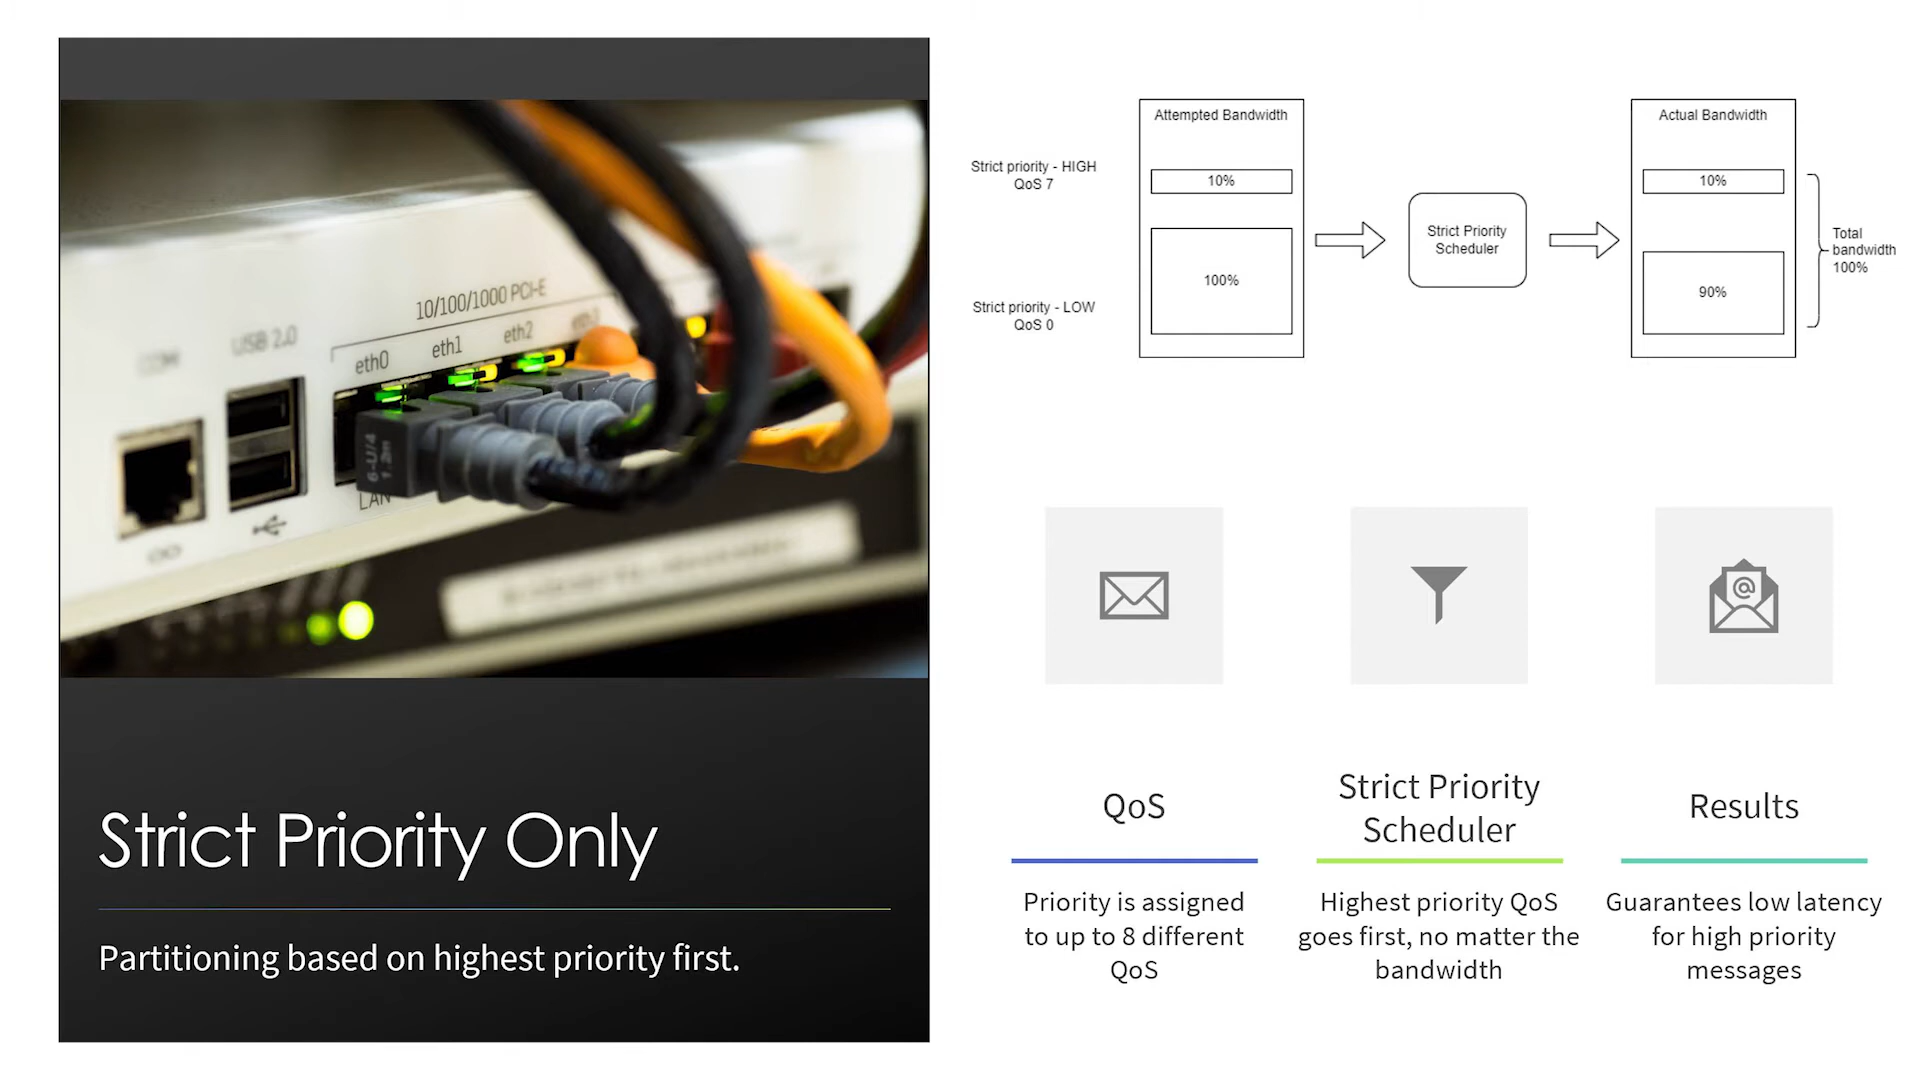 10/100/1000 PCI-E
USB 2.0
eth0
eth1
eth2
6-U/4
LAN
Strict Priority Only
Partitioning based on highest priority first.
Attempted Bandwidth
Actual Bandwidth
Strict priority - HIGH
QoS 7
10%
10%
Strict Priority
Scheduler
Total
bandwidth
100%
100%
90%
Strict priority - LOW
QoS 0
QoS
Priority is assigned
to up to 8 different
QoS
Strict Priority
Scheduler
Highest priority QoS
goes first, no matter the
bandwidth
Results
Guarantees low latency
for high priority
messages